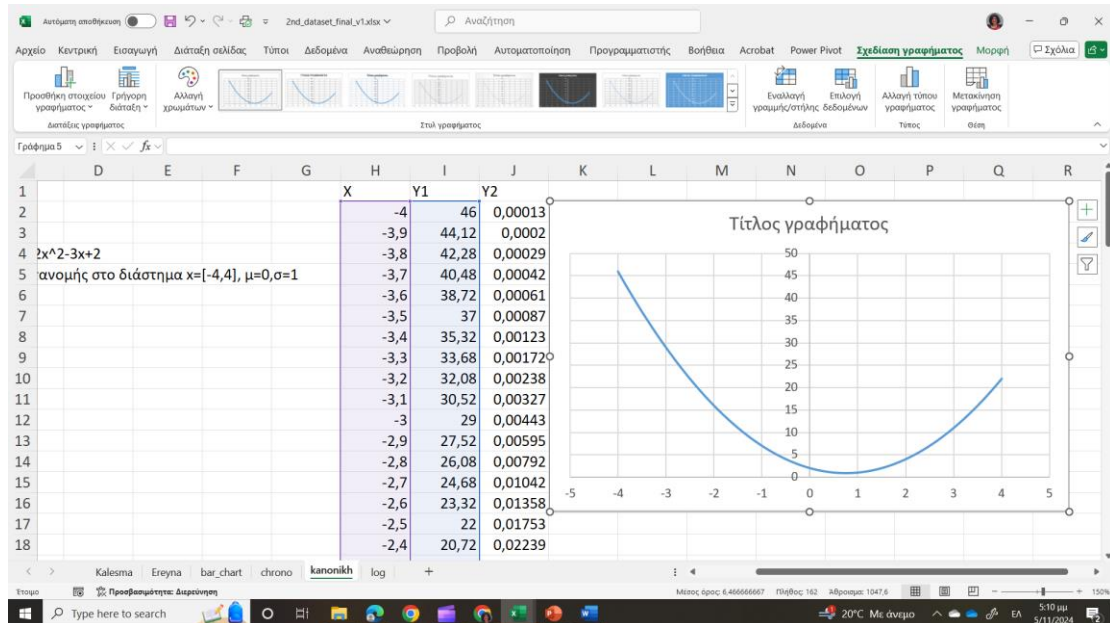 Αυτόματη αποθήκευση 2nd_dataset_final_v1.xlsx Αναζήτηση
Αρχείο Κεντρική Εισαγωγή Διάταξη σελίδας Τύποι Δεδομένα Αναθεώρηση Προβολή Αυτοματοποίηση Προγραμματιστής Βοήθεια Acrobat Power Pivot Σχεδίαση γραφήματος Μορφή Σχόλια
Προσθήκη στοιχείου γραφήματος Γρήγορη διάταξη Αλλαγή χρωμάτων Εναλλαγή γραμμής/στήλης Επιλογή δεδομένων Αλλαγή τύπου γραφήματος Μετακίνηση γραφήματος
Διατάξεις γραφήματος Στυλ γραφήματος Δεδομένα Τύπος Θέση
Γράφημα 5 fx
D E F G H I J K L M N O P Q R
1 X Y1 Y2
2 -4 46 0,00013
3 -3,9 44,12 0,0002
4 2x^2-3x+2 -3,8 42,28 0,00029
5 ανομής στο διάστημα x=[-4,4], μ=0,σ=1 -3,7 40,48 0,00042
6 -3,6 38,72 0,00061
7 -3,5 37 0,00087
8 -3,4 35,32 0,00123
9 -3,3 33,68 0,00172
10 -3,2 32,08 0,00238
11 -3,1 30,52 0,00327
12 -3 29 0,00443
13 -2,9 27,52 0,00595
14 -2,8 26,08 0,00792
15 -2,7 24,68 0,01042
16 -2,6 23,32 0,01358
17 -2,5 22 0,01753
18 -2,4 20,72 0,02239
Τίτλος γραφήματος
50
45
40
35
30
25
20
15
10
5
0
-5 -4 -3 -2 -1 0 1 2 3 4 5
Kalesma Ereyna bar_chart chrono kanonikh log
Έτοιμο Προσβασιμότητα: Διερεύνηση Μέσος όρος: 6,466666667 Πλήθος: 162 Άθροισμα: 1047,6 150%
Type here to search 20°C Με άνεμο ΕΛ 5:10 μμ
5/11/2024